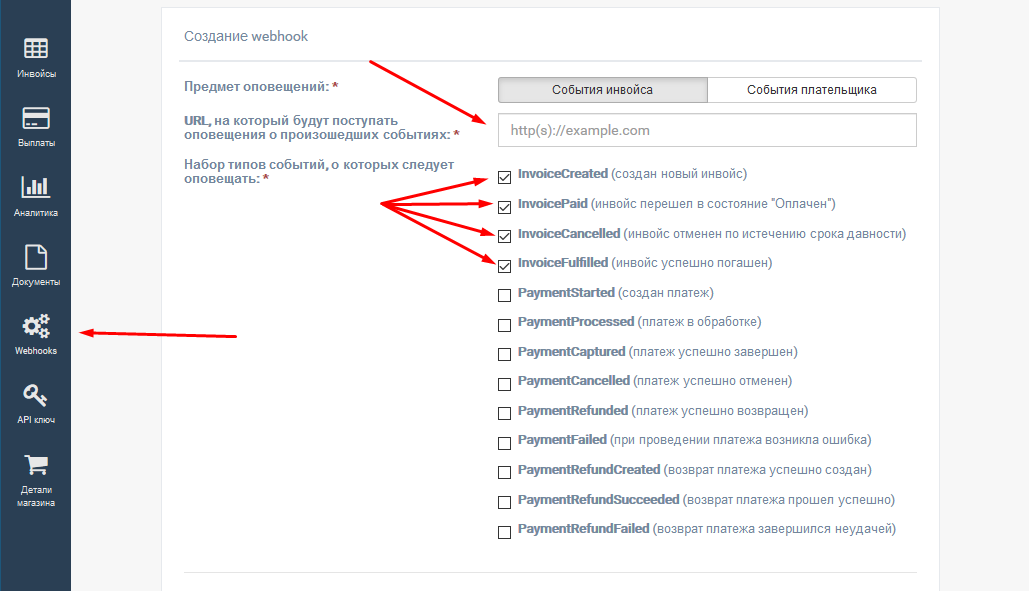 Инвойсы
Выплаты
Аналитика
Документы
Webhooks
API ключ
Детали
магазина
Создание webhook
Предмет оповещений: *
События инвойса
События плательщика
URL, на который будут поступать
оповещения о произошедших событиях: *
http(s)://example.com
Набор типов событий, о которых следует
оповещать: *
InvoiceCreated (создан новый инвойс)
InvoicePaid (инвойс перешел в состояние "Оплачен")
InvoiceCancelled (инвойс отменен по истечению срока давности)
InvoiceFulfilled (инвойс успешно погашен)
PaymentStarted (создан платеж)
PaymentProcessed (платеж в обработке)
PaymentCaptured (платеж успешно завершен)
PaymentCancelled (платеж успешно отменен)
PaymentRefunded (платеж успешно возвращен)
PaymentFailed (при проведении платежа возникла ошибка)
PaymentRefundCreated (возврат платежа успешно создан)
PaymentRefundSucceeded (возврат платежа прошел успешно)
PaymentRefundFailed (возврат платежа завершился неудачей)